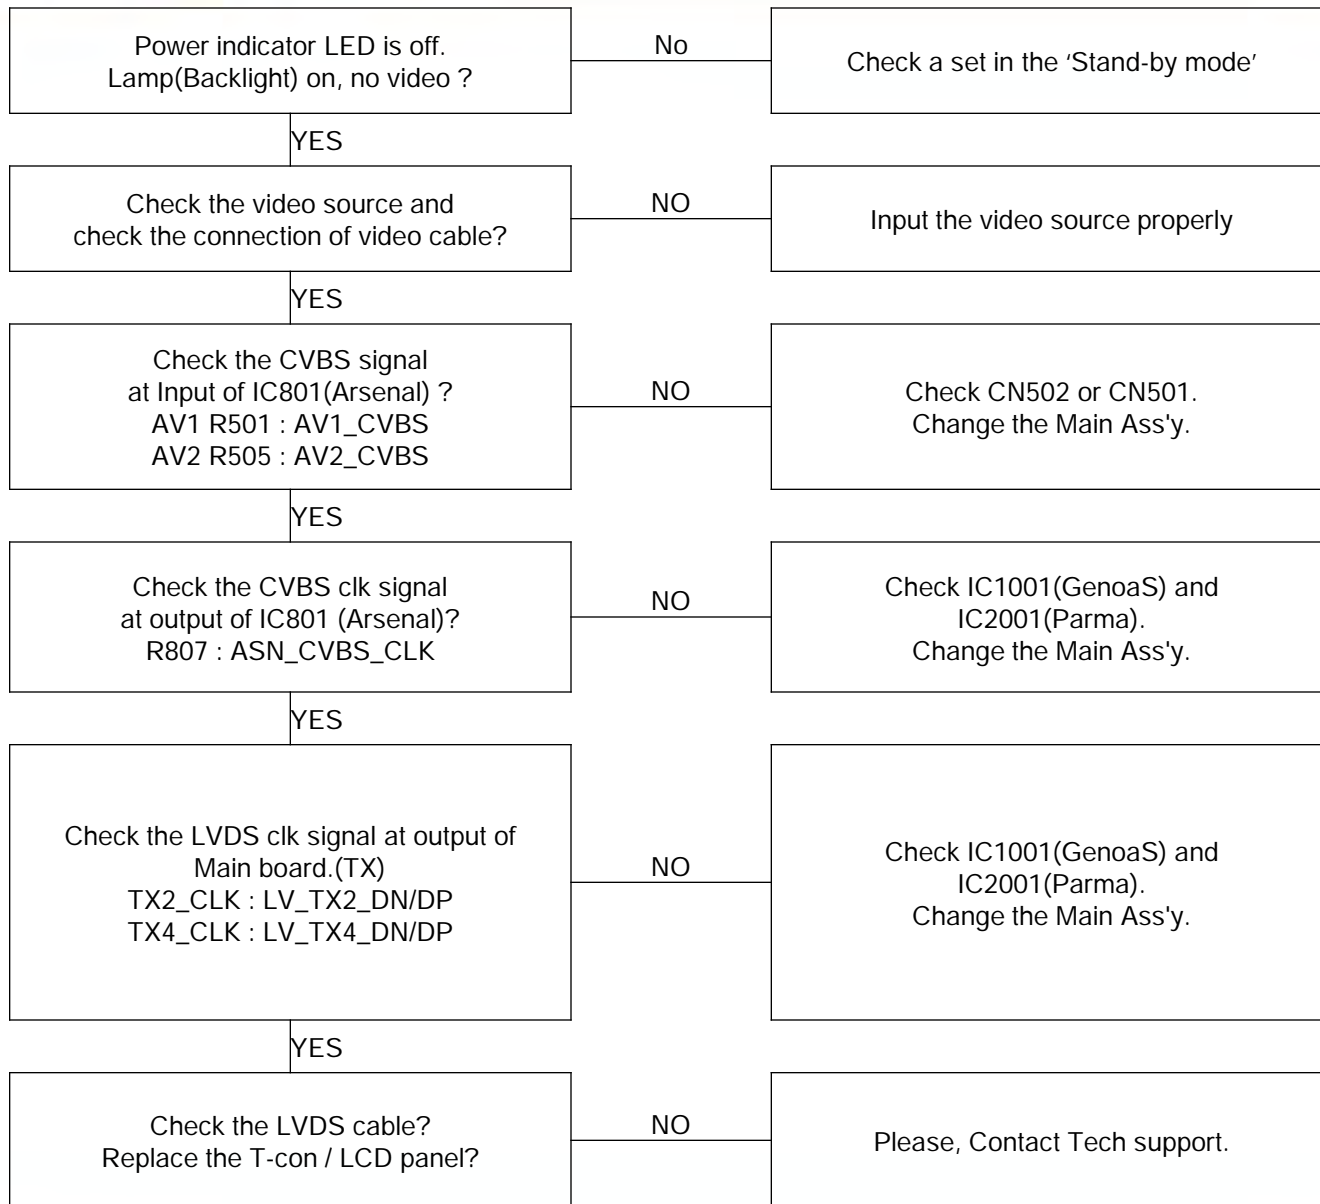 Power indicator LED is off.
Lamp(Backlight) on, no video ?
No
Check a set in the ‘Stand-by mode’
YES
Check the video source and
check the connection of video cable?
NO
Input the video source properly
YES
Check the CVBS signal
at Input of IC801(Arsenal) ?
AV1 R501 : AV1_CVBS
AV2 R505 : AV2_CVBS
NO
Check CN502 or CN501.
Change the Main Ass'y.
YES
Check the CVBS clk signal
at output of IC801 (Arsenal)?
R807 : ASN_CVBS_CLK
NO
Check IC1001(GenoaS) and
IC2001(Parma).
Change the Main Ass'y.
YES
Check the LVDS clk signal at output of
Main board.(TX)
TX2_CLK : LV_TX2_DN/DP
TX4_CLK : LV_TX4_DN/DP
NO
Check IC1001(GenoaS) and
IC2001(Parma).
Change the Main Ass'y.
YES
Check the LVDS cable?
Replace the T-con / LCD panel?
NO
Please, Contact Tech support.